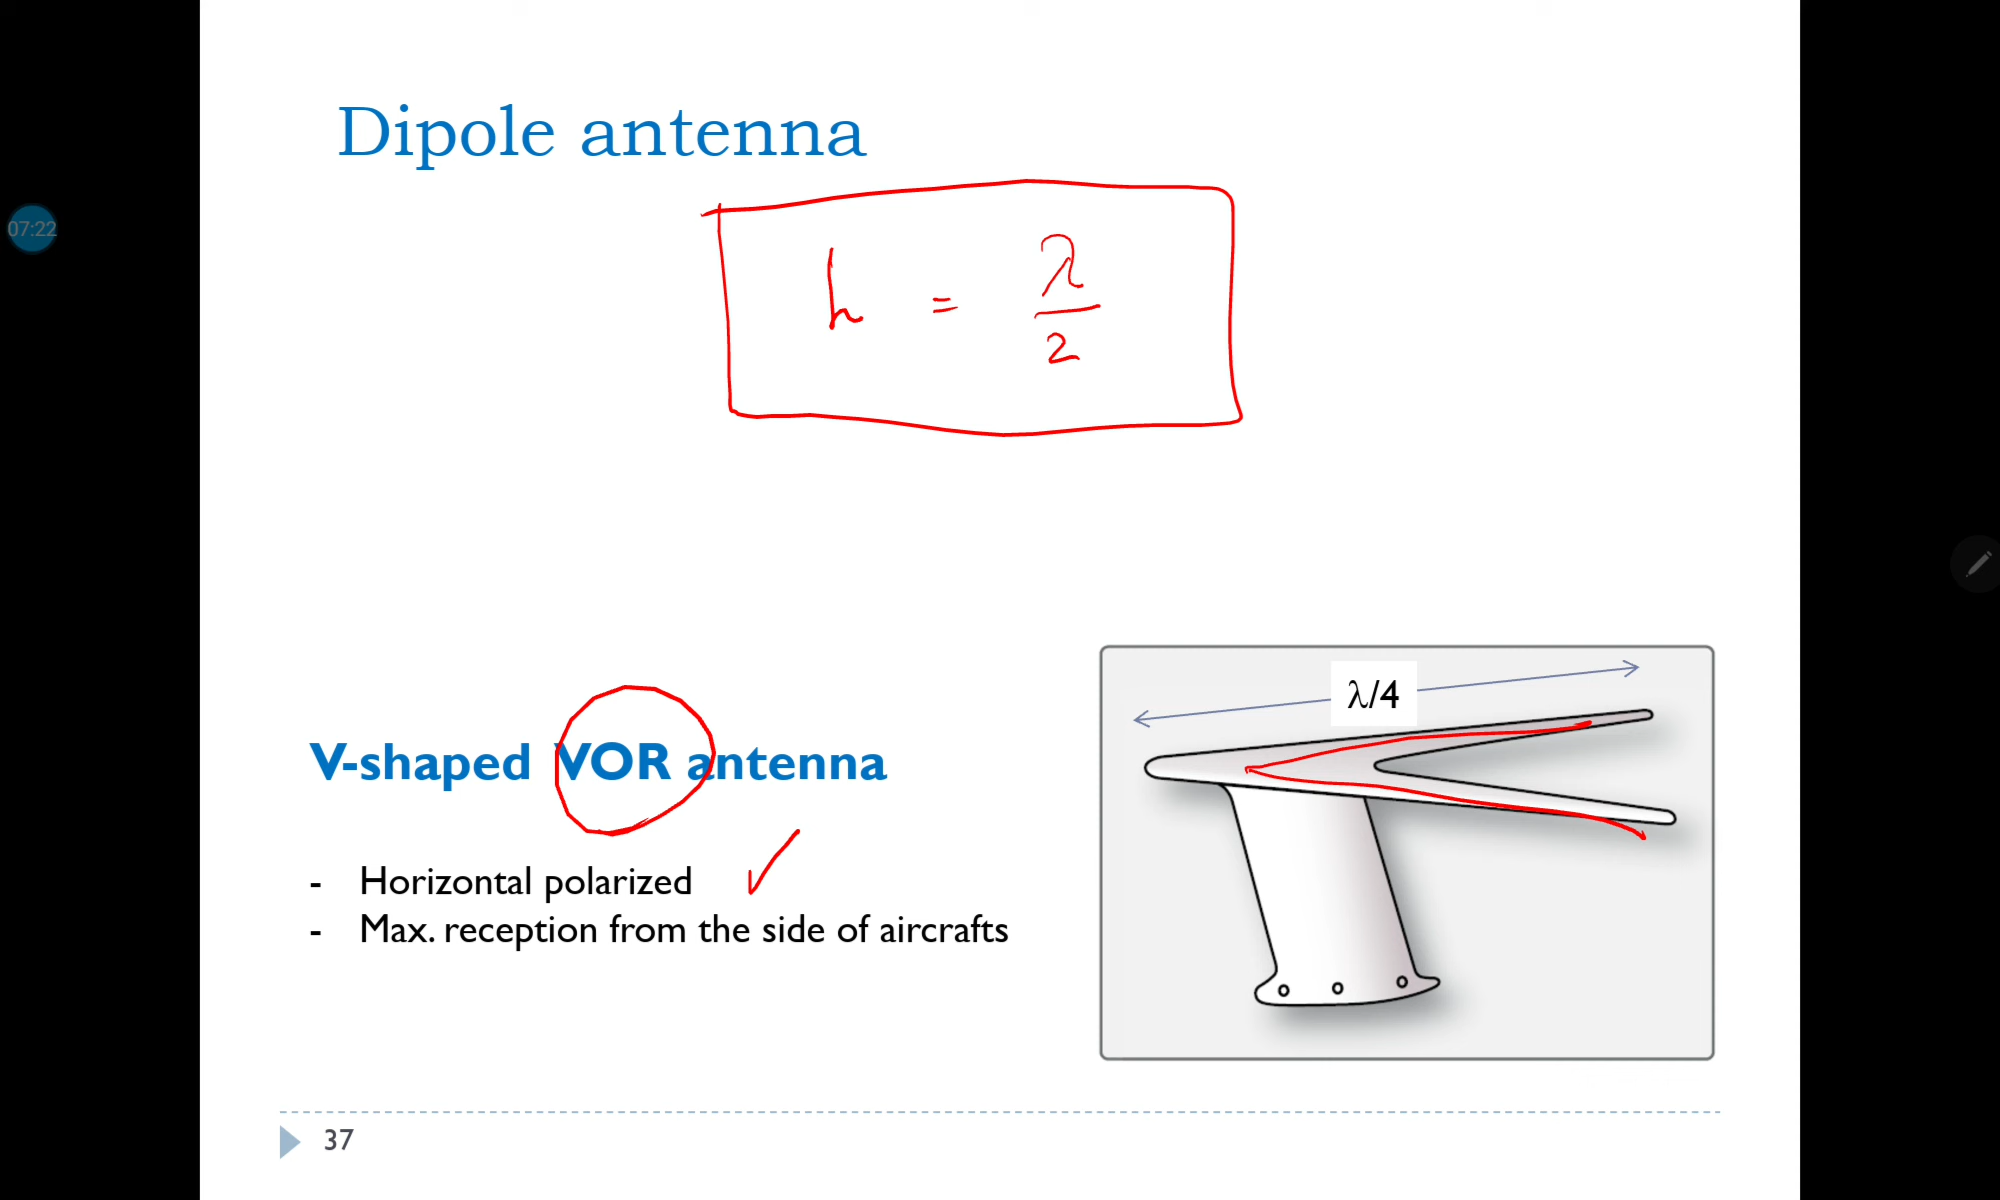 Dipole antenna
07:22
h = λ/2
λ/4
V-shaped VOR antenna
- Horizontal polarized
- Max. reception from the side of aircrafts
37